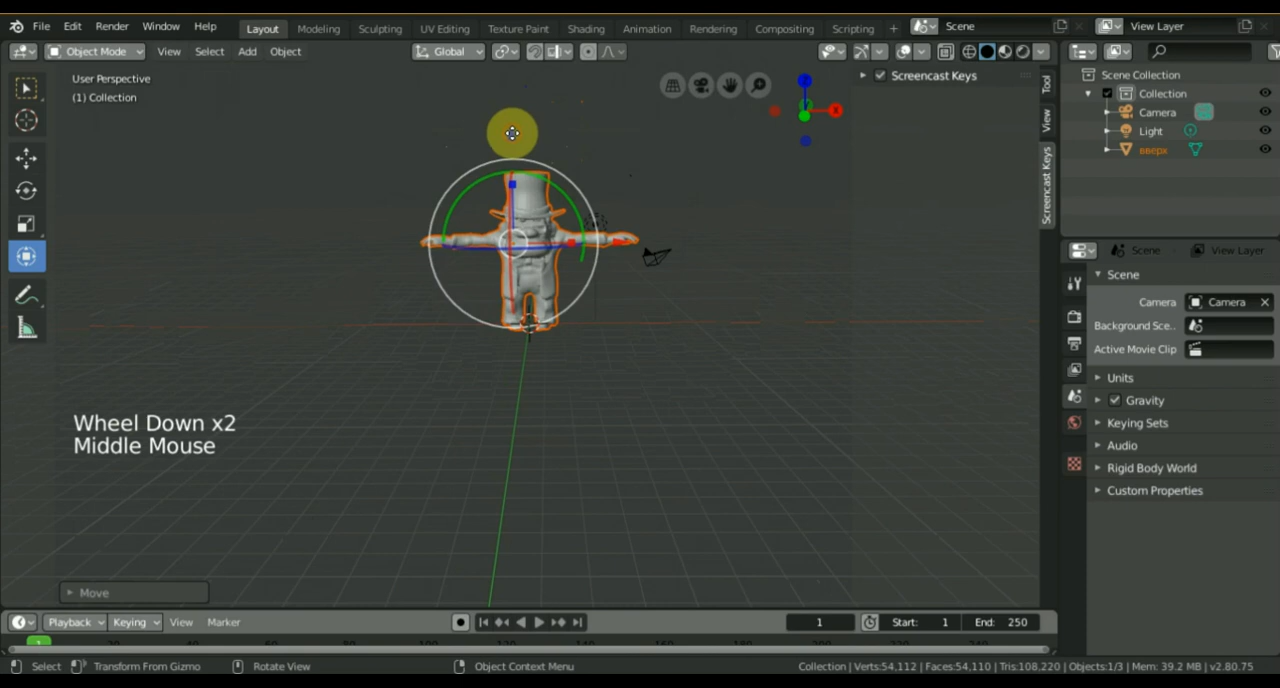 File Edit Render Window Help Layout Modeling Sculpting UV Editing Texture Paint Shading Animation Rendering Compositing Scripting + Scene View Layer
Object Mode View Select Add Object Global
User Perspective
(1) Collection
Screencast Keys
Tool
View
Screencast Keys
X
Scene Collection
Collection
Camera
Light
вверх
Scene View Layer
Scene
Camera Camera
Background Sce..
Active Movie Clip
Units
Gravity
Keying Sets
Audio
Rigid Body World
Custom Properties
Wheel Down x2
Middle Mouse
Move
Playback Keying View Marker 1 Start: 1 End: 250
1
Select Transform From Gizmo Rotate View Object Context Menu Collection | Verts:54,112 | Faces:54,110 | Tris:108,220 | Objects:1/3 | Mem: 39.2 MB | v2.80.75